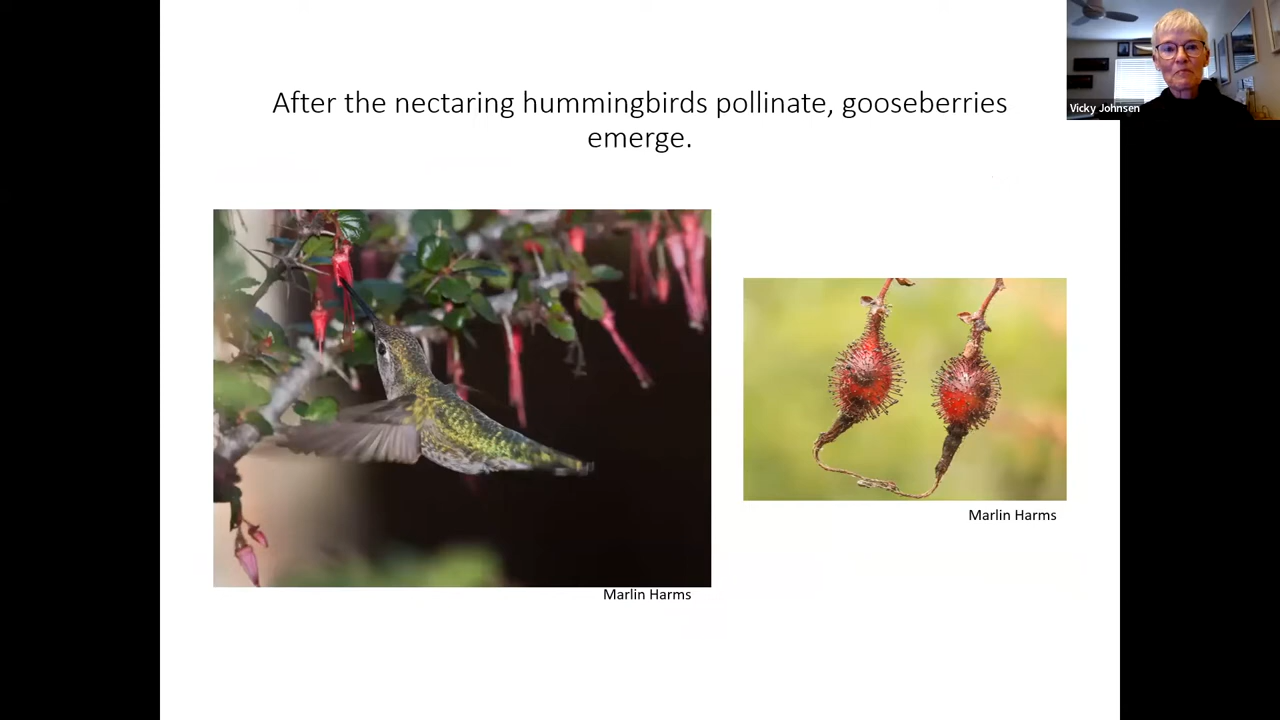 After the nectaring hummingbirds pollinate, gooseberries
emerge.
Vicky Johnsen
Marlin Harms
Marlin Harms